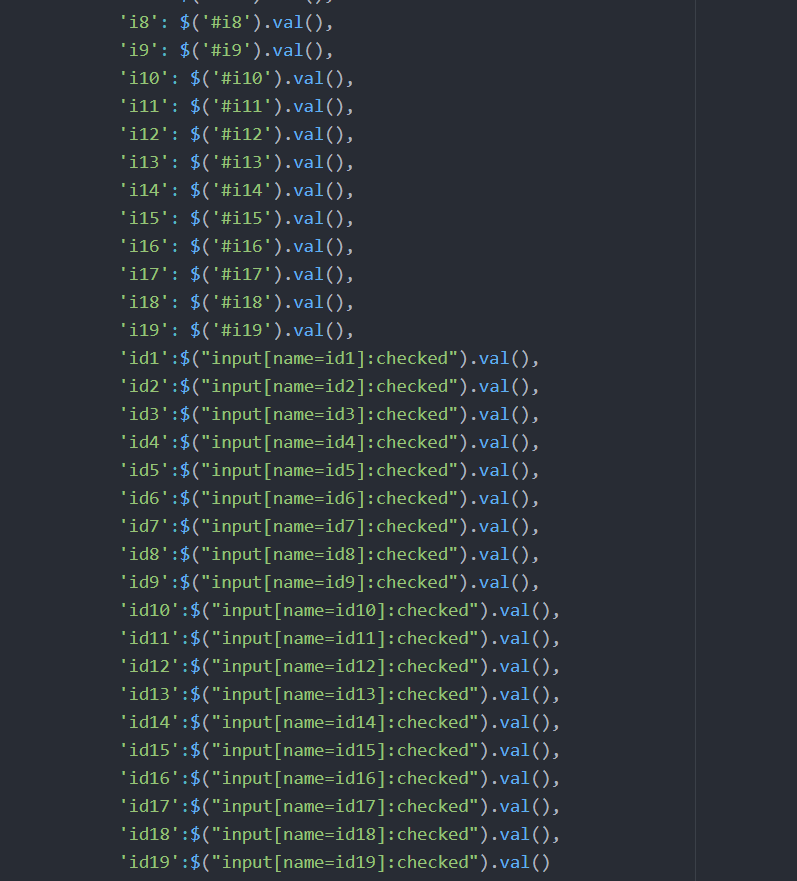 'i8': $('#i8').val(),
'i9': $('#i9').val(),
'i10': $('#i10').val(),
'i11': $('#i11').val(),
'i12': $('#i12').val(),
'i13': $('#i13').val(),
'i14': $('#i14').val(),
'i15': $('#i15').val(),
'i16': $('#i16').val(),
'i17': $('#i17').val(),
'i18': $('#i18').val(),
'i19': $('#i19').val(),
'id1':$("input[name=id1]:checked").val(),
'id2':$("input[name=id2]:checked").val(),
'id3':$("input[name=id3]:checked").val(),
'id4':$("input[name=id4]:checked").val(),
'id5':$("input[name=id5]:checked").val(),
'id6':$("input[name=id6]:checked").val(),
'id7':$("input[name=id7]:checked").val(),
'id8':$("input[name=id8]:checked").val(),
'id9':$("input[name=id9]:checked").val(),
'id10':$("input[name=id10]:checked").val(),
'id11':$("input[name=id11]:checked").val(),
'id12':$("input[name=id12]:checked").val(),
'id13':$("input[name=id13]:checked").val(),
'id14':$("input[name=id14]:checked").val(),
'id15':$("input[name=id15]:checked").val(),
'id16':$("input[name=id16]:checked").val(),
'id17':$("input[name=id17]:checked").val(),
'id18':$("input[name=id18]:checked").val(),
'id19':$("input[name=id19]:checked").val()